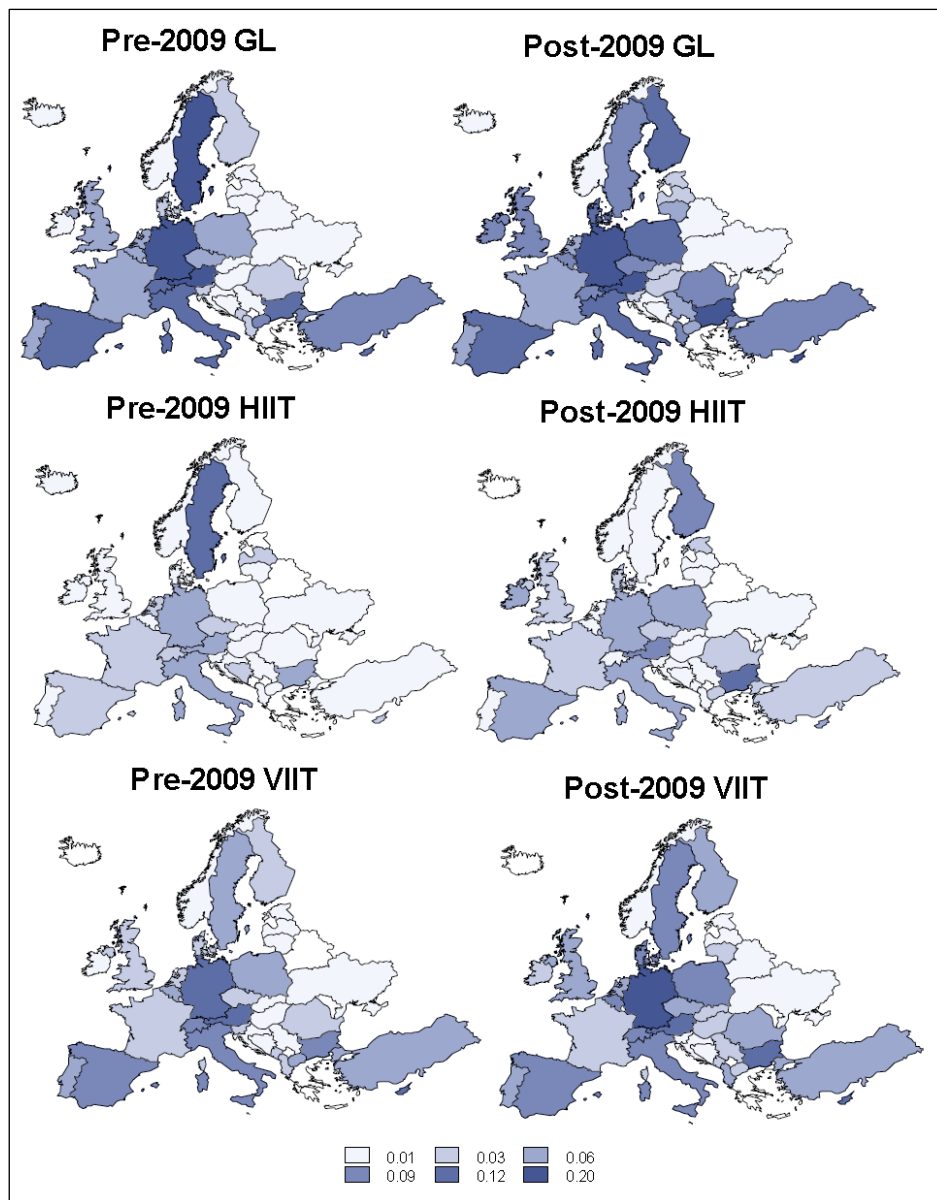 Pre-2009 GL
Post-2009 GL
Pre-2009 HIIT
Post-2009 HIIT
Pre-2009 VIIT
Post-2009 VIIT
0.01 0.03 0.06
0.09 0.12 0.20